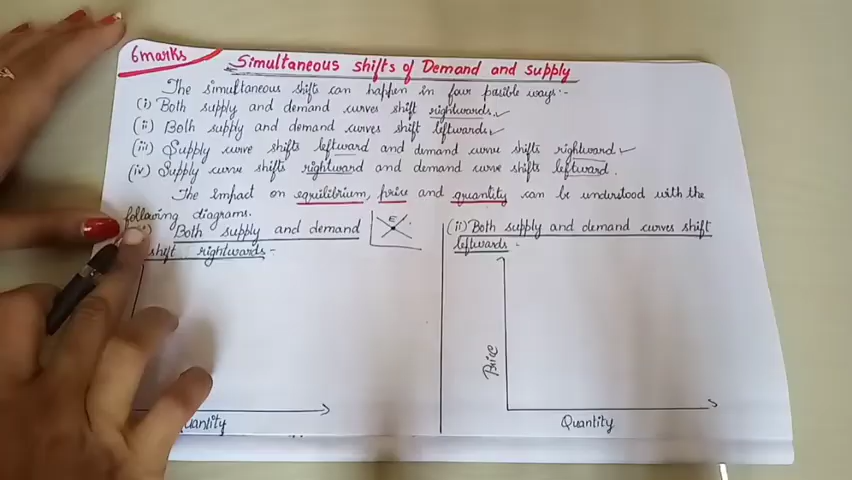 6marks
Simultaneous shifts of Demand and supply
The simultaneous shift can happen in four posible ways:-
(i) Both supply and demand curves shift rightwards.
(ii) Both supply and demand curves shift leftwards.
(iii) Supply curve shifts leftward and demand curve shifts rightward
(iv) Supply curve shifts rightward and demand curve shifts leftward.
The impact on equilibrium, price and quantity can be understood with the
following diagrams.
Both supply and demand
shift rightwards-
E
(ii) Both supply and demand curves shift
leftwards.
Price
Quantity
uantity